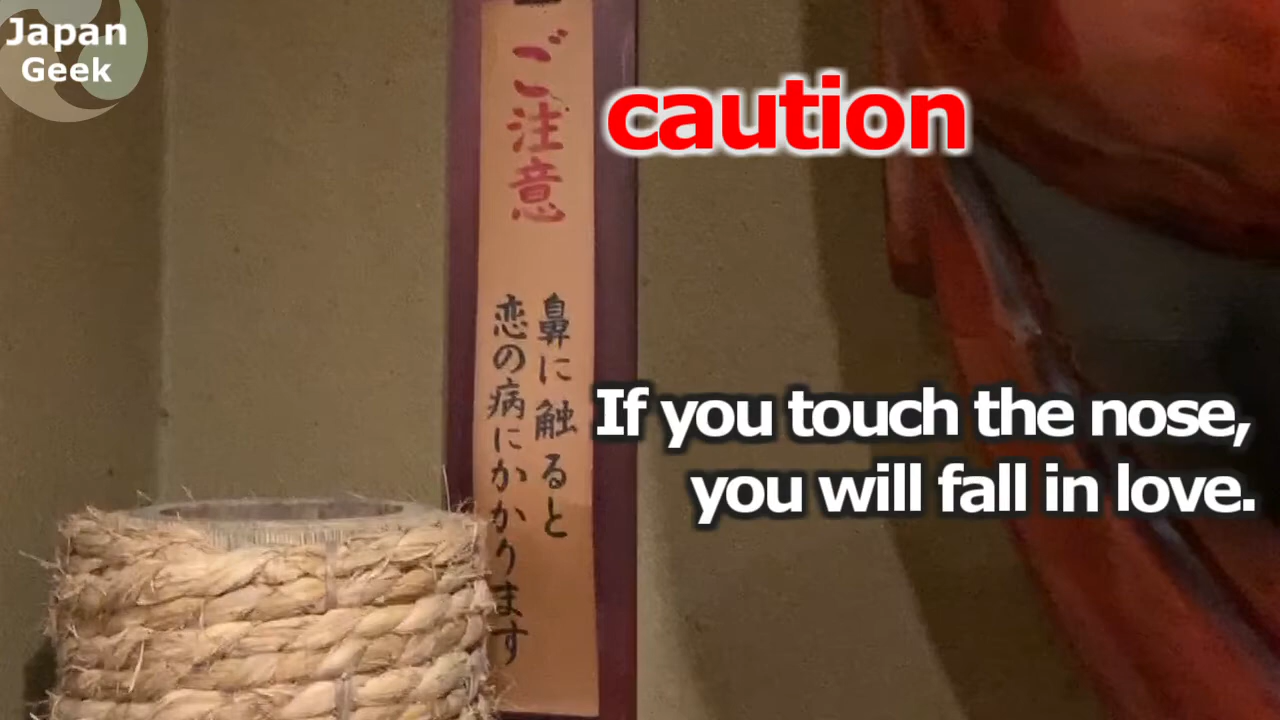 Japan
Geek
ご注意
鼻に触ると
恋の病にかかります
caution
If you touch the nose,
you will fall in love.